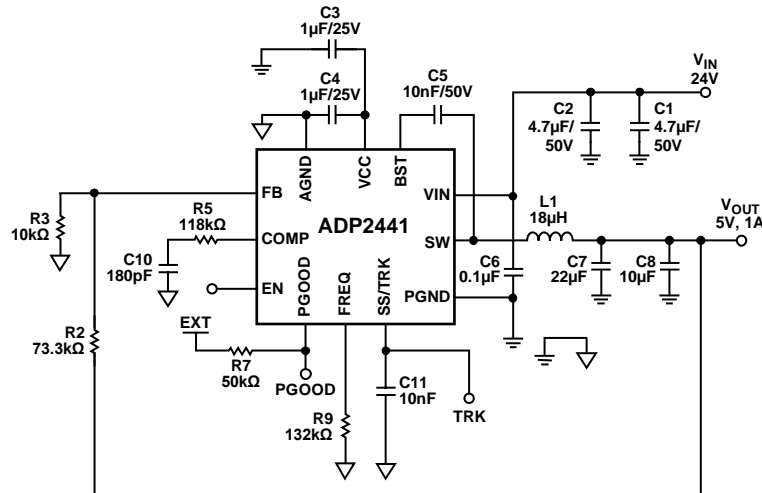 C3
1µF/25V
C4
1µF/25V
C5
10nF/50V
VIN
24V
C2
4.7µF/
50V
C1
4.7µF/
50V
AGND
VCC
BST
FB
VIN
ADP2441
R3
10kΩ
R5
118kΩ
COMP
SW
L1
18µH
VOUT
5V, 1A
C10
180pF
C6
0.1µF
C7
22µF
C8
10µF
EN
PGOOD
FREQ
SS/TRK
PGND
EXT
R2
73.3kΩ
R7
50kΩ
PGOOD
C11
10nF
TRK
R9
132kΩ